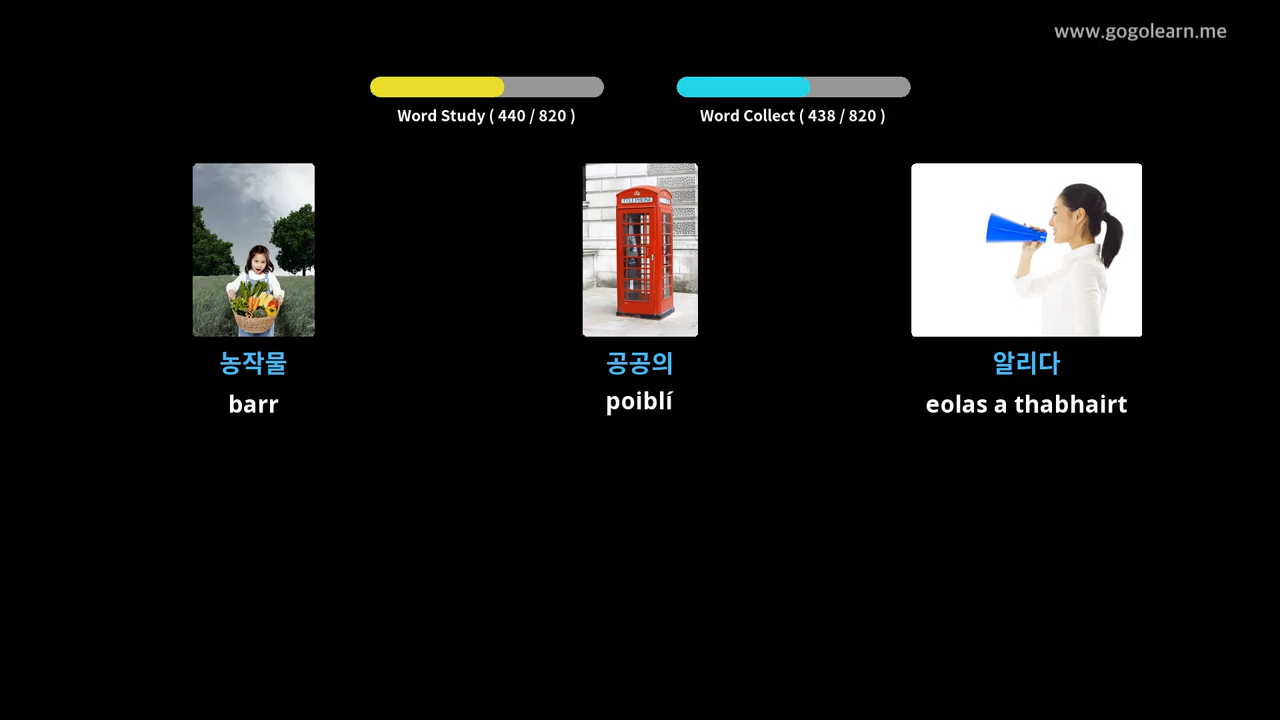 www.gogolearn.me
Word Study ( 440 / 820 )
Word Collect ( 438 / 820 )
TELEPHONE
농작물
공공의
알리다
barr
poiblí
eolas a thabhairt